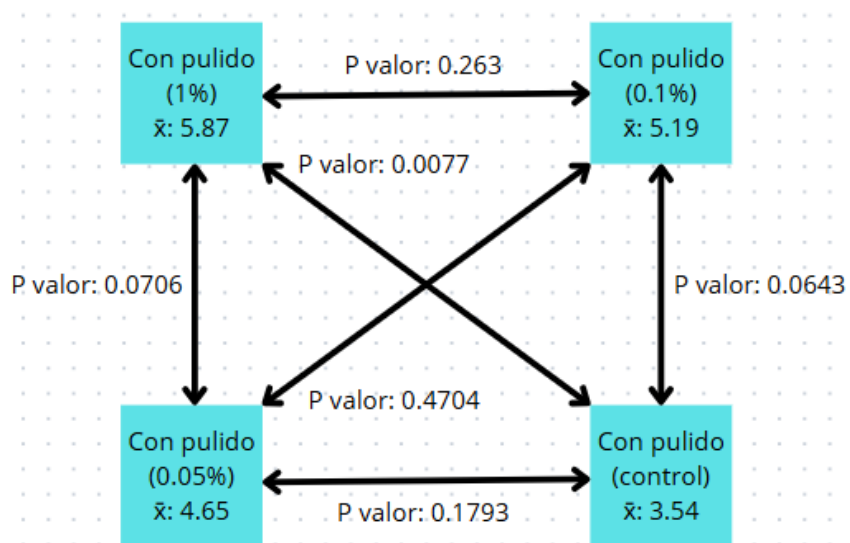 Con pulido
(1%)
x̄: 5.87
P valor: 0.263
Con pulido
(0.1%)
x̄: 5.19
P valor: 0.0077
P valor: 0.0706
P valor: 0.0643
P valor: 0.4704
Con pulido
(0.05%)
x̄: 4.65
P valor: 0.1793
Con pulido
(control)
x̄: 3.54